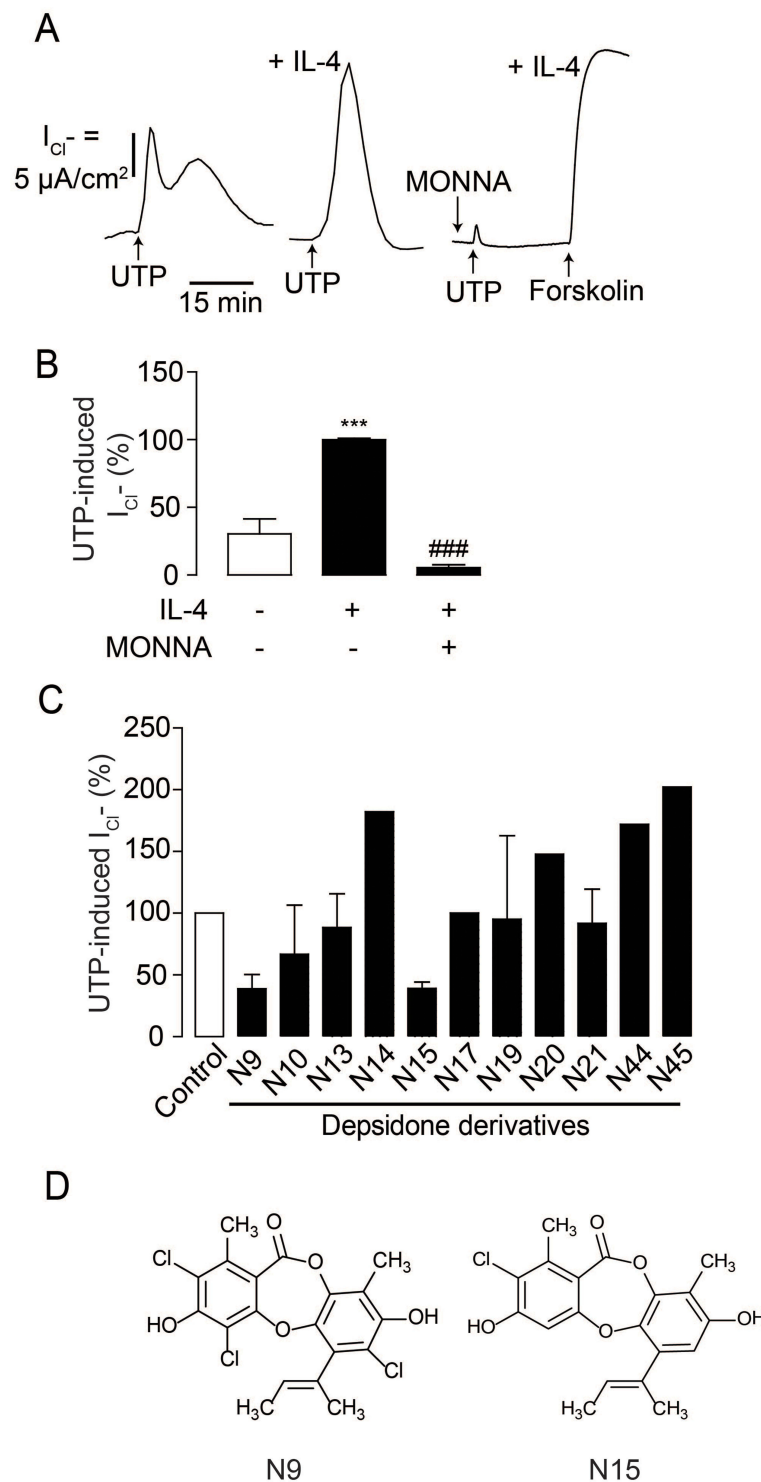 A
I_Cl- =
5 µA/cm²
+ IL-4
+ IL-4
MONNA
UTP
UTP
UTP
Forskolin
15 min
B
UTP-induced
I_Cl- (%)
150
100
50
0
***
###
IL-4 - + +
MONNA - - +
C
UTP-induced I_Cl- (%)
250
200
150
100
50
0
Control N9 N10 N13 N14 N15 N17 N19 N20 N21 N44 N45
Depsidone derivatives
D
CH₃ O
Cl O CH₃
HO O OH
Cl Cl
H₃C CH₃
N9
CH₃ O
Cl O CH₃
HO O OH
H₃C CH₃
N15